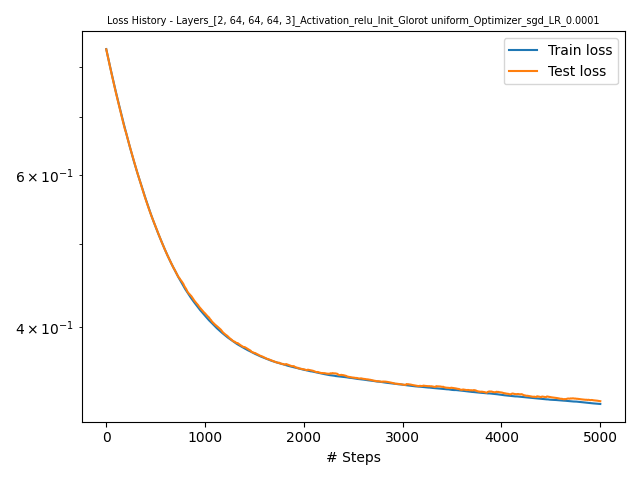 Loss History - Layers_[2, 64, 64, 64, 3]_Activation_relu_Init_Glorot uniform_Optimizer_sgd_LR_0.0001
Train loss
Test loss
6 × 10⁻¹
4 × 10⁻¹
0 1000 2000 3000 4000 5000
# Steps